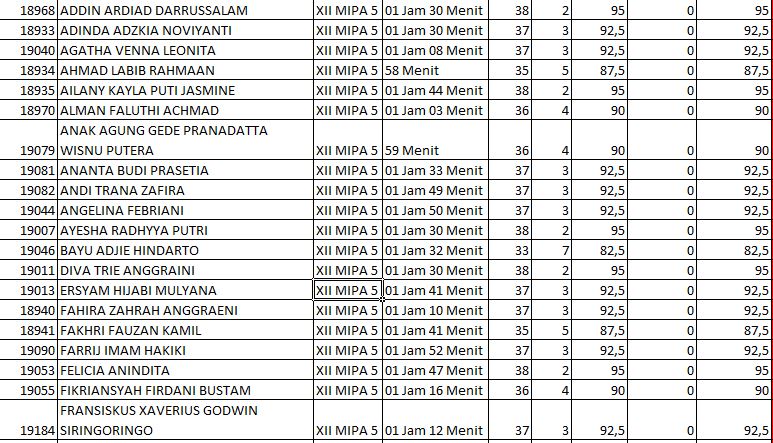 18968 ADDIN ARDIAD DARRUSSALAM XII MIPA 5 01 Jam 30 Menit 38 2 95 0 95
18933 ADINDA ADZKIA NOVIYANTI XII MIPA 5 01 Jam 30 Menit 37 3 92,5 0 92,5
19040 AGATHA VENNA LEONITA XII MIPA 5 01 Jam 08 Menit 37 3 92,5 0 92,5
18934 AHMAD LABIB RAHMAAN XII MIPA 5 58 Menit 35 5 87,5 0 87,5
18935 AILANY KAYLA PUTI JASMINE XII MIPA 5 01 Jam 44 Menit 38 2 95 0 95
18970 ALMAN FALUTHI ACHMAD XII MIPA 5 01 Jam 03 Menit 36 4 90 0 90
ANAK AGUNG GEDE PRANADATTA
19079 WISNU PUTERA XII MIPA 5 59 Menit 36 4 90 0 90
19081 ANANTA BUDI PRASETIA XII MIPA 5 01 Jam 33 Menit 37 3 92,5 0 92,5
19082 ANDI TRANA ZAFIRA XII MIPA 5 01 Jam 49 Menit 37 3 92,5 0 92,5
19044 ANGELINA FEBRIANI XII MIPA 5 01 Jam 50 Menit 37 3 92,5 0 92,5
19007 AYESHA RADHYYA PUTRI XII MIPA 5 01 Jam 30 Menit 38 2 95 0 95
19046 BAYU ADJIE HINDARTO XII MIPA 5 01 Jam 32 Menit 33 7 82,5 0 82,5
19011 DIVA TRIE ANGGRAINI XII MIPA 5 01 Jam 30 Menit 38 2 95 0 95
19013 ERSYAM HIJABI MULYANA XII MIPA 5 01 Jam 41 Menit 37 3 92,5 0 92,5
18940 FAHIRA ZAHRAH ANGGRAENI XII MIPA 5 01 Jam 10 Menit 37 3 92,5 0 92,5
18941 FAKHRI FAUZAN KAMIL XII MIPA 5 01 Jam 41 Menit 35 5 87,5 0 87,5
19090 FARRIJ IMAM HAKIKI XII MIPA 5 01 Jam 52 Menit 37 3 92,5 0 92,5
19053 FELICIA ANINDITA XII MIPA 5 01 Jam 47 Menit 38 2 95 0 95
19055 FIKRIANSYAH FIRDANI BUSTAM XII MIPA 5 01 Jam 16 Menit 36 4 90 0 90
FRANSISKUS XAVERIUS GODWIN
19184 SIRINGORINGO XII MIPA 5 01 Jam 12 Menit 37 3 92,5 0 92,5